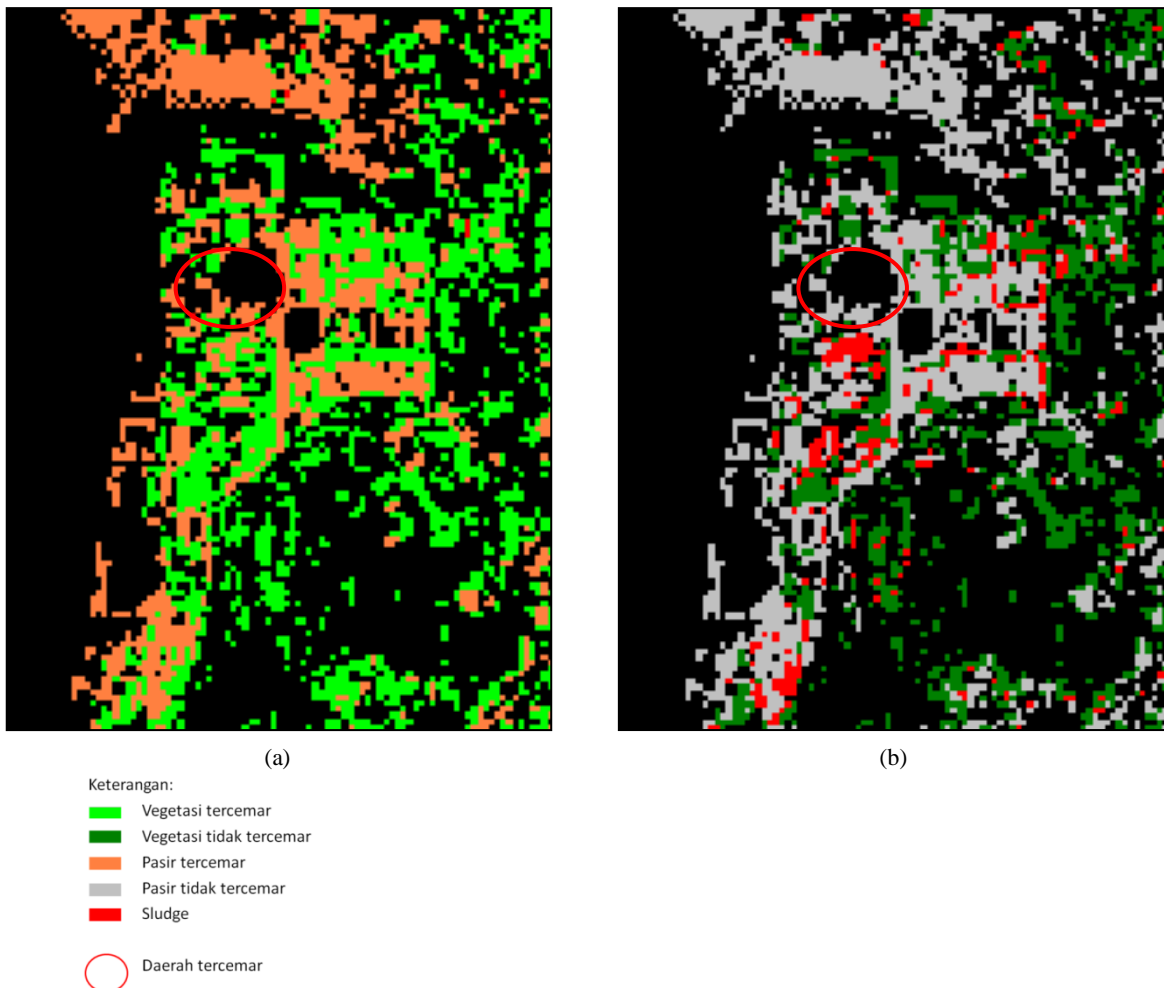 (a)
(b)
Keterangan:
Vegetasi tercemar
Vegetasi tidak tercemar
Pasir tercemar
Pasir tidak tercemar
Sludge
Daerah tercemar